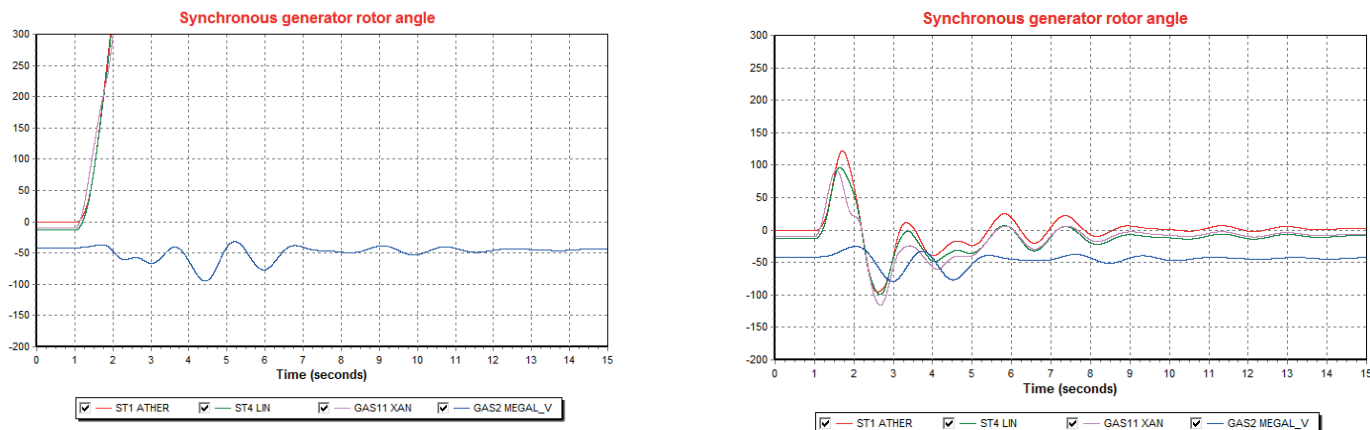 Synchronous generator rotor angle
300
250
200
150
100
50
0
-50
-100
-150
-200
0 1 2 3 4 5 6 7 8 9 10 11 12 13 14 15
Time (seconds)
ST1 ATHER ST4 LIN GAS11 XAN GAS2 MEGAL_V
Synchronous generator rotor angle
300
250
200
150
100
50
0
-50
-100
-150
-200
0 1 2 3 4 5 6 7 8 9 10 11 12 13 14 15
Time (seconds)
ST1 ATHER ST4 LIN GAS11 XAN GAS2 MEGAL_V